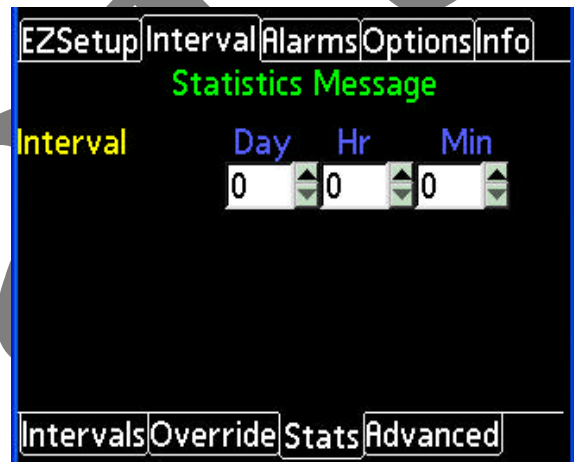 EZSetup Interval Alarms Options Info
Statistics Message
Interval Day Hr Min
0 0 0
Intervals Override Stats Advanced